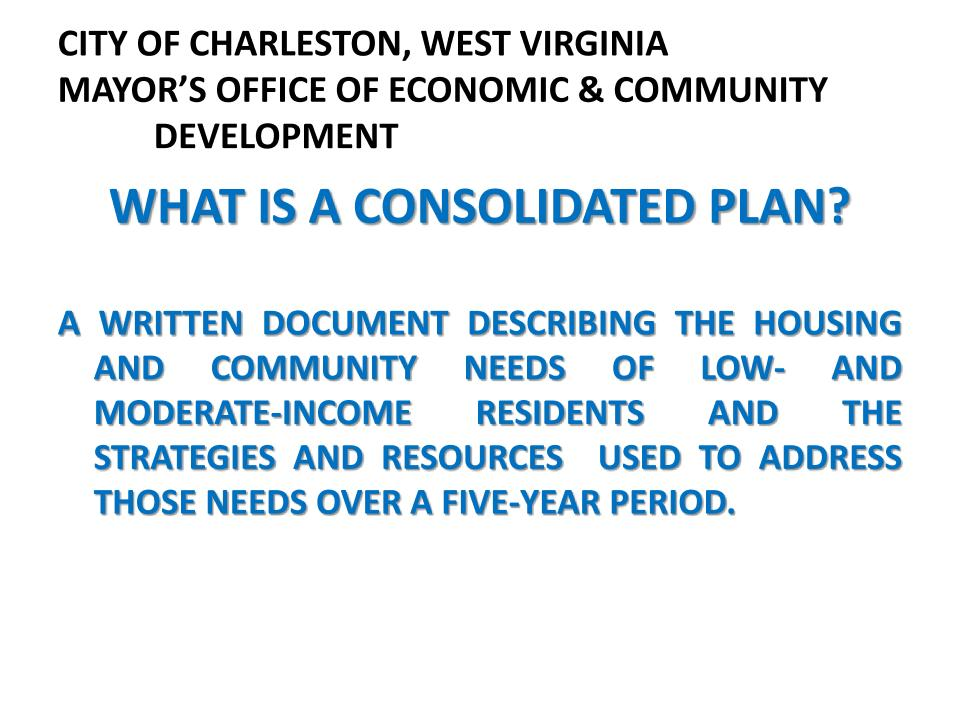 CITY OF CHARLESTON, WEST VIRGINIA
MAYOR’S OFFICE OF ECONOMIC & COMMUNITY
DEVELOPMENT
WHAT IS A CONSOLIDATED PLAN?
A WRITTEN DOCUMENT DESCRIBING THE HOUSING
AND COMMUNITY NEEDS OF LOW- AND
MODERATE-INCOME RESIDENTS AND THE
STRATEGIES AND RESOURCES USED TO ADDRESS
THOSE NEEDS OVER A FIVE-YEAR PERIOD.